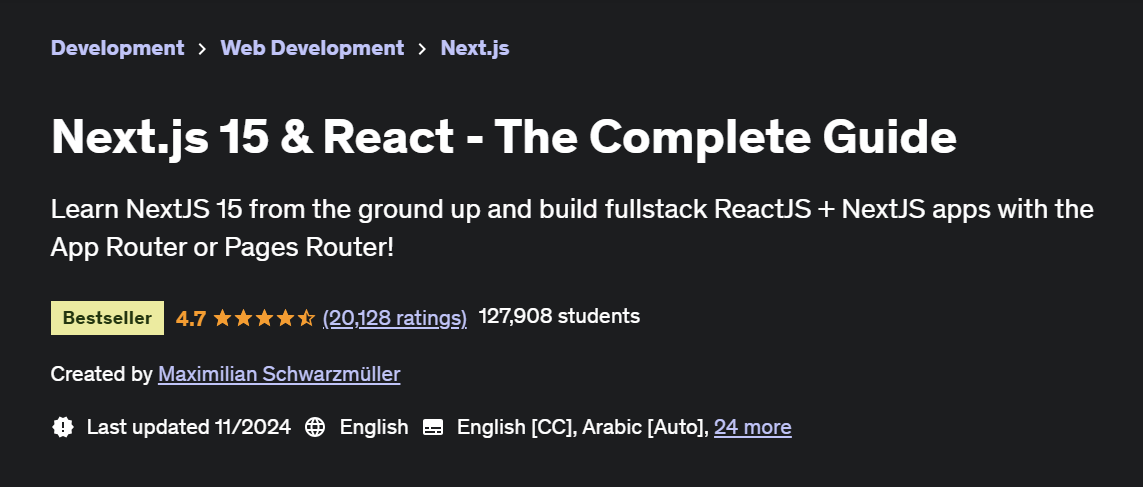 Development > Web Development > Next.js
Next.js 15 & React - The Complete Guide
Learn NextJS 15 from the ground up and build fullstack ReactJS + NextJS apps with the
App Router or Pages Router!
Bestseller 4.7 (20,128 ratings) 127,908 students
Created by Maximilian Schwarzmüller
Last updated 11/2024 English English [CC], Arabic [Auto], 24 more